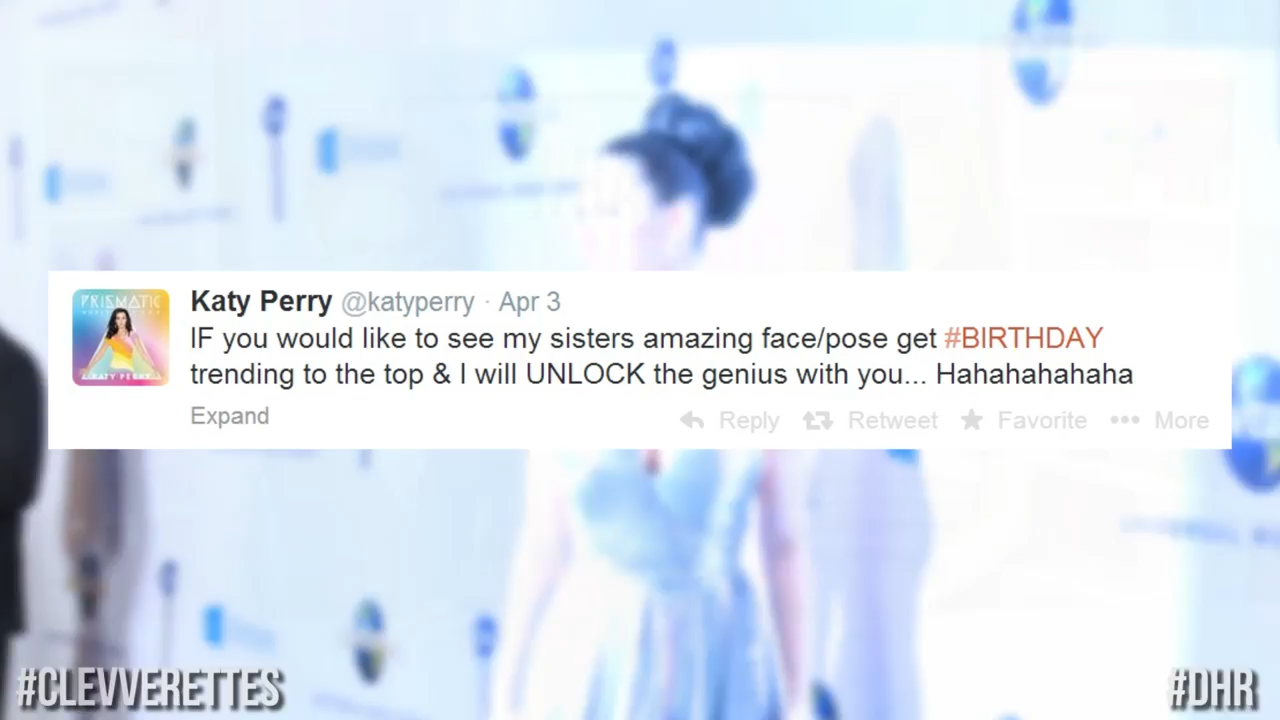 PRISMATIC
KATY PERRY
Katy Perry @katyperry · Apr 3
IF you would like to see my sisters amazing face/pose get #BIRTHDAY
trending to the top & I will UNLOCK the genius with you... Hahahahahaha
Expand
Reply Retweet Favorite More
#CLEVVERETTES
#DHR